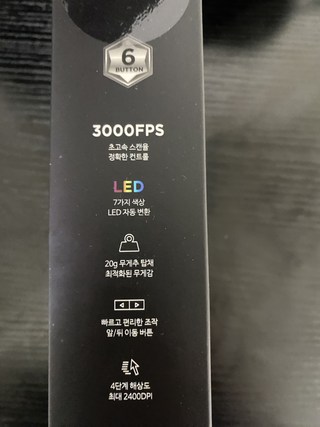 6
BUTTON
3000FPS
초고속 스캔율
정확한 컨트롤
LED
7가지 색상
LED 자동 변환
20g 무게추 탑재
최적화된 무게감
빠르고 편리한 조작
앞/뒤 이동 버튼
4단계 해상도
최대 2400DPI